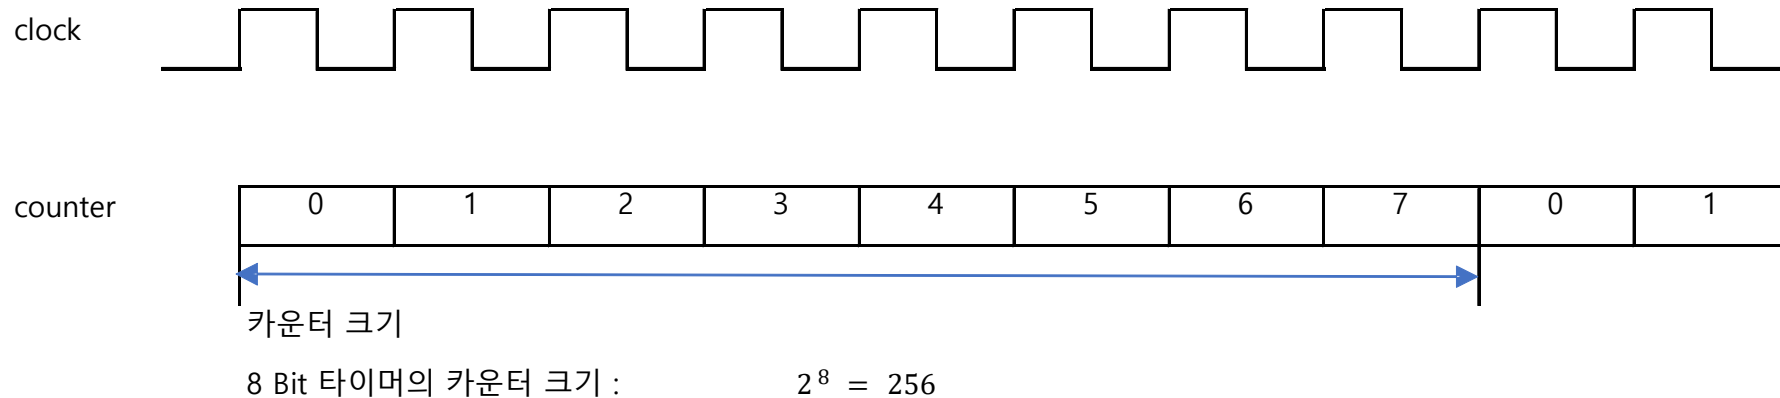 clock
counter 0 1 2 3 4 5 6 7 0 1
카운터 크기
8 Bit 타이머의 카운터 크기 : 2⁸ = 256